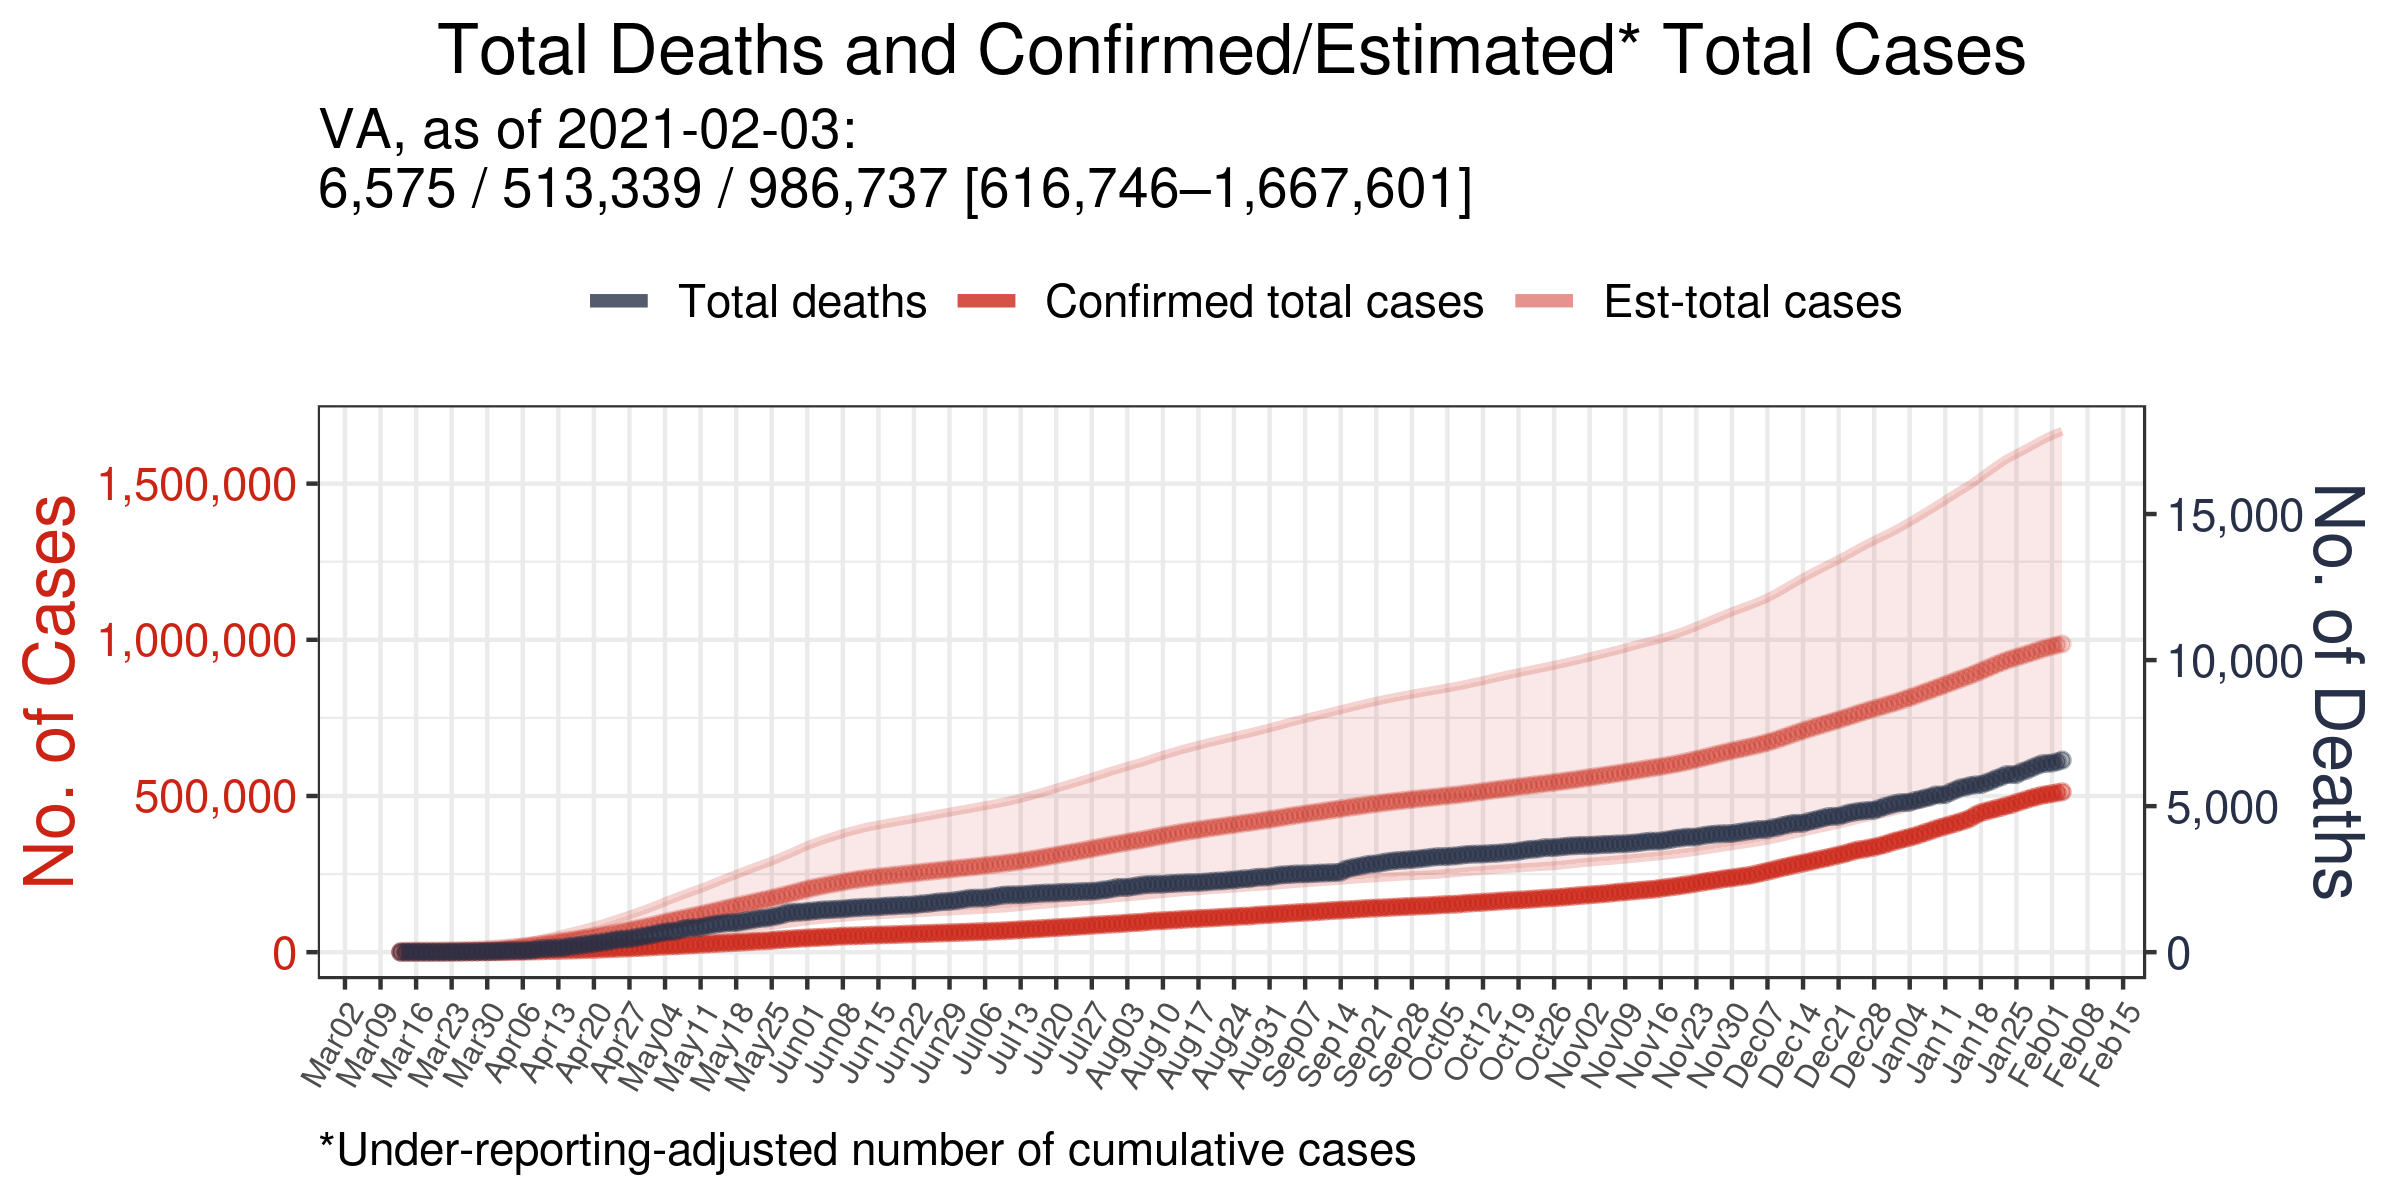 Total Deaths and Confirmed/Estimated* Total Cases
VA, as of 2021-02-03:
6,575 / 513,339 / 986,737 [616,746–1,667,601]
Total deaths
Confirmed total cases
Est-total cases
No. of Cases
1,500,000
1,000,000
500,000
0
15,000
10,000
5,000
0
No. of Deaths
Mar02
Mar09
Mar16
Mar23
Mar30
Apr06
Apr13
Apr20
Apr27
May04
May11
May18
May25
Jun01
Jun08
Jun15
Jun22
Jun29
Jul06
Jul13
Jul20
Jul27
Aug03
Aug10
Aug17
Aug24
Aug31
Sep07
Sep14
Sep21
Sep28
Oct05
Oct12
Oct19
Oct26
Nov02
Nov09
Nov16
Nov23
Nov30
Dec07
Dec14
Dec21
Dec28
Jan04
Jan11
Jan18
Jan25
Feb01
Feb08
Feb15
*Under-reporting-adjusted number of cumulative cases